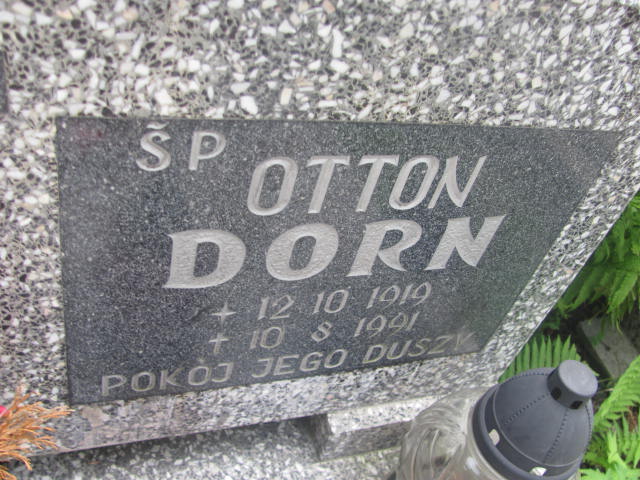 ŚP OTTON
DORN
+ 12 10 1919
+ 10 8 1991
POKÓJ JEGO DUSZY